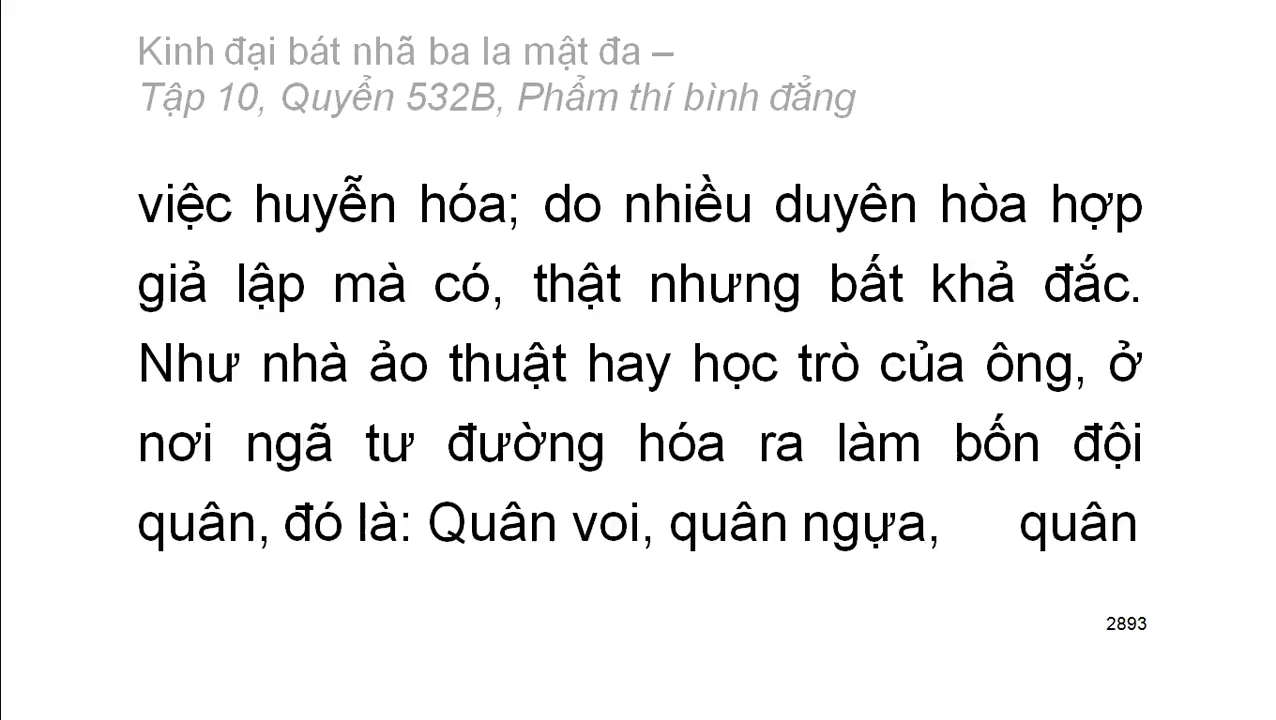 Kinh đại bát nhã ba la mật đa –
Tập 10, Quyển 532B, Phẩm thí bình đẳng
việc huyễn hóa; do nhiều duyên hòa hợp
giả lập mà có, thật nhưng bất khả đắc.
Như nhà ảo thuật hay học trò của ông, ở
nơi ngã tư đường hóa ra làm bốn đội
quân, đó là: Quân voi, quân ngựa, quân
2893